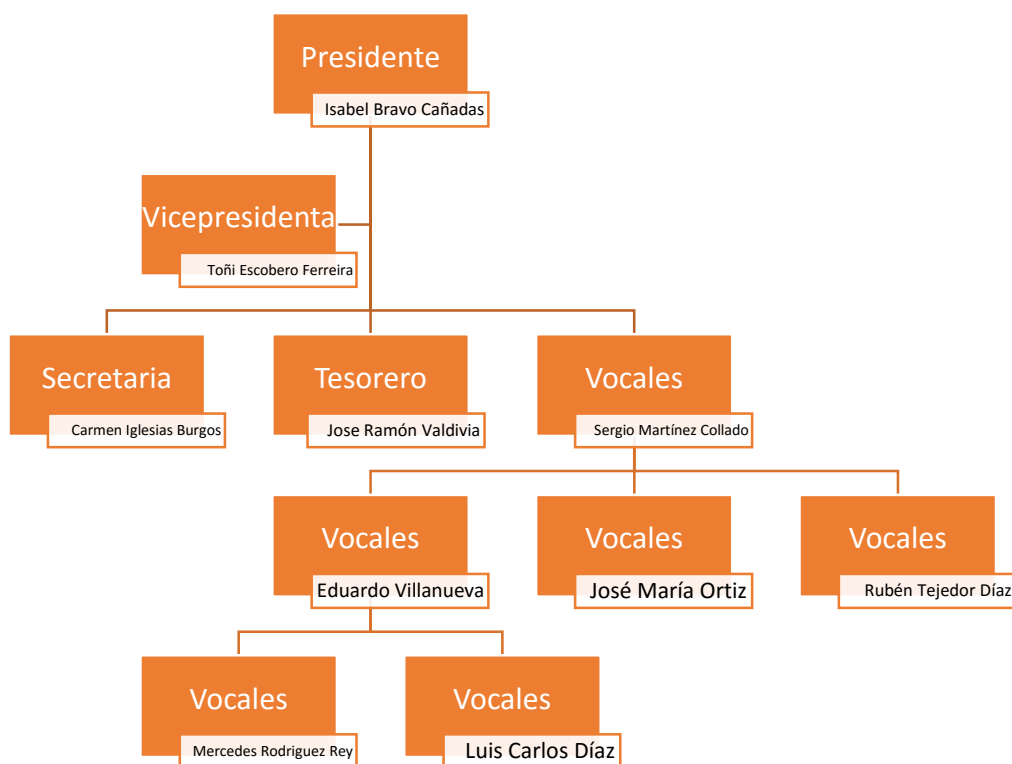 Presidente
Isabel Bravo Cañadas
Vicepresidenta
Toñi Escobero Ferreira
Secretaria
Carmen Iglesias Burgos
Tesorero
Jose Ramón Valdivia
Vocales
Sergio Martínez Collado
Vocales
Eduardo Villanueva
Vocales
José María Ortiz
Vocales
Rubén Tejedor Díaz
Vocales
Mercedes Rodriguez Rey
Vocales
Luis Carlos Díaz